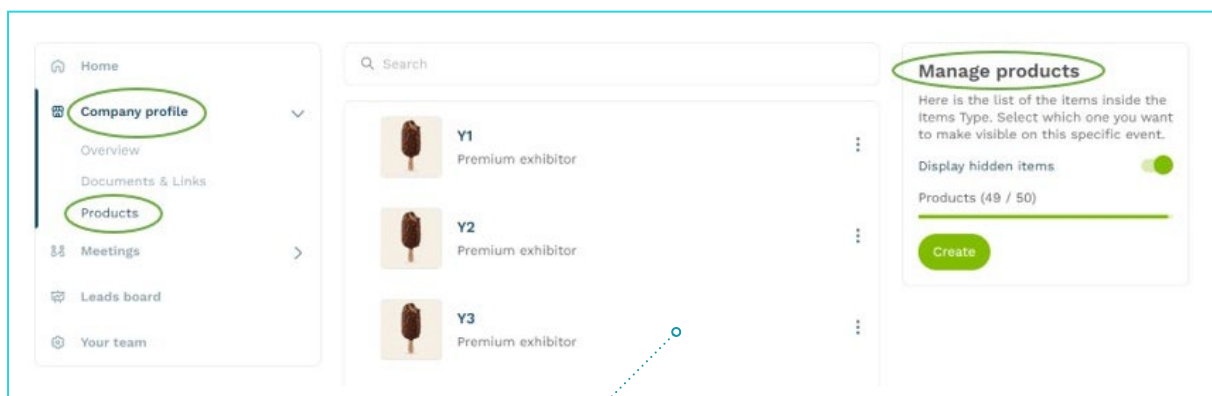 Home
Company profile
Overview
Documents & Links
Products
Meetings
Leads board
Your team
Search
Y1
Premium exhibitor
Y2
Premium exhibitor
Y3
Premium exhibitor
Manage products
Here is the list of the items inside the
Items Type. Select which one you want
to make visible on this specific event.
Display hidden items
Products (49 / 50)
Create